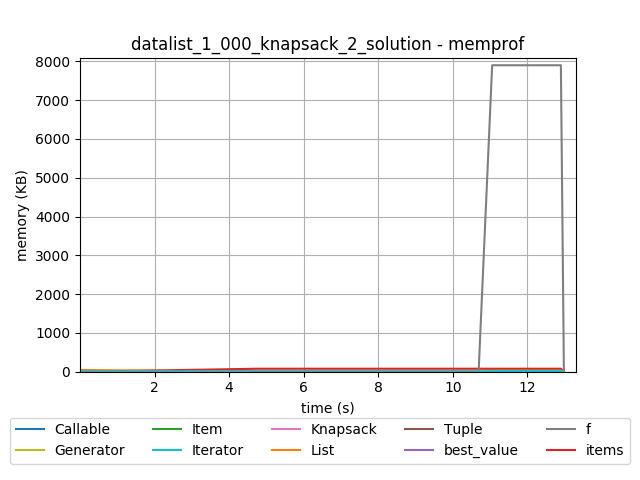 datalist_1_000_knapsack_2_solution - memprof
8000
7000
6000
5000
4000
3000
2000
1000
0
memory (KB)
2 4 6 8 10 12
time (s)
Callable Item Knapsack Tuple f
Generator Iterator List best_value items